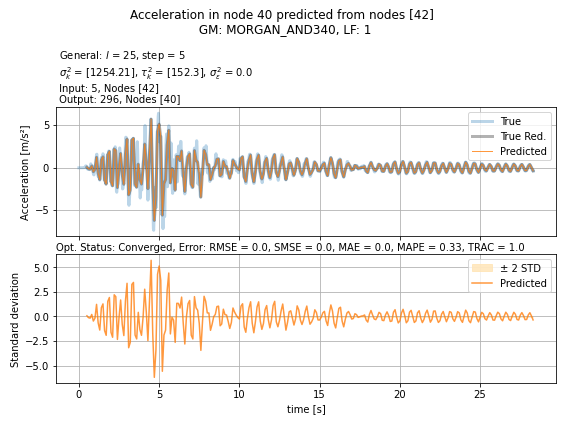 Acceleration in node 40 predicted from nodes [42]
GM: MORGAN_AND340, LF: 1
General: l = 25, step = 5
σ²ₖ = [1254.21], τ²ₖ = [152.3], σ²ₑ = 0.0
Input: 5, Nodes [42]
Output: 296, Nodes [40]
True
True Red.
Predicted
Acceleration [m/s²]
5
0
−5
Opt. Status: Converged, Error: RMSE = 0.0, SMSE = 0.0, MAE = 0.0, MAPE = 0.33, TRAC = 1.0
± 2 STD
Predicted
Standard deviation
5.0
2.5
0.0
−2.5
−5.0
0 5 10 15 20 25
time [s]